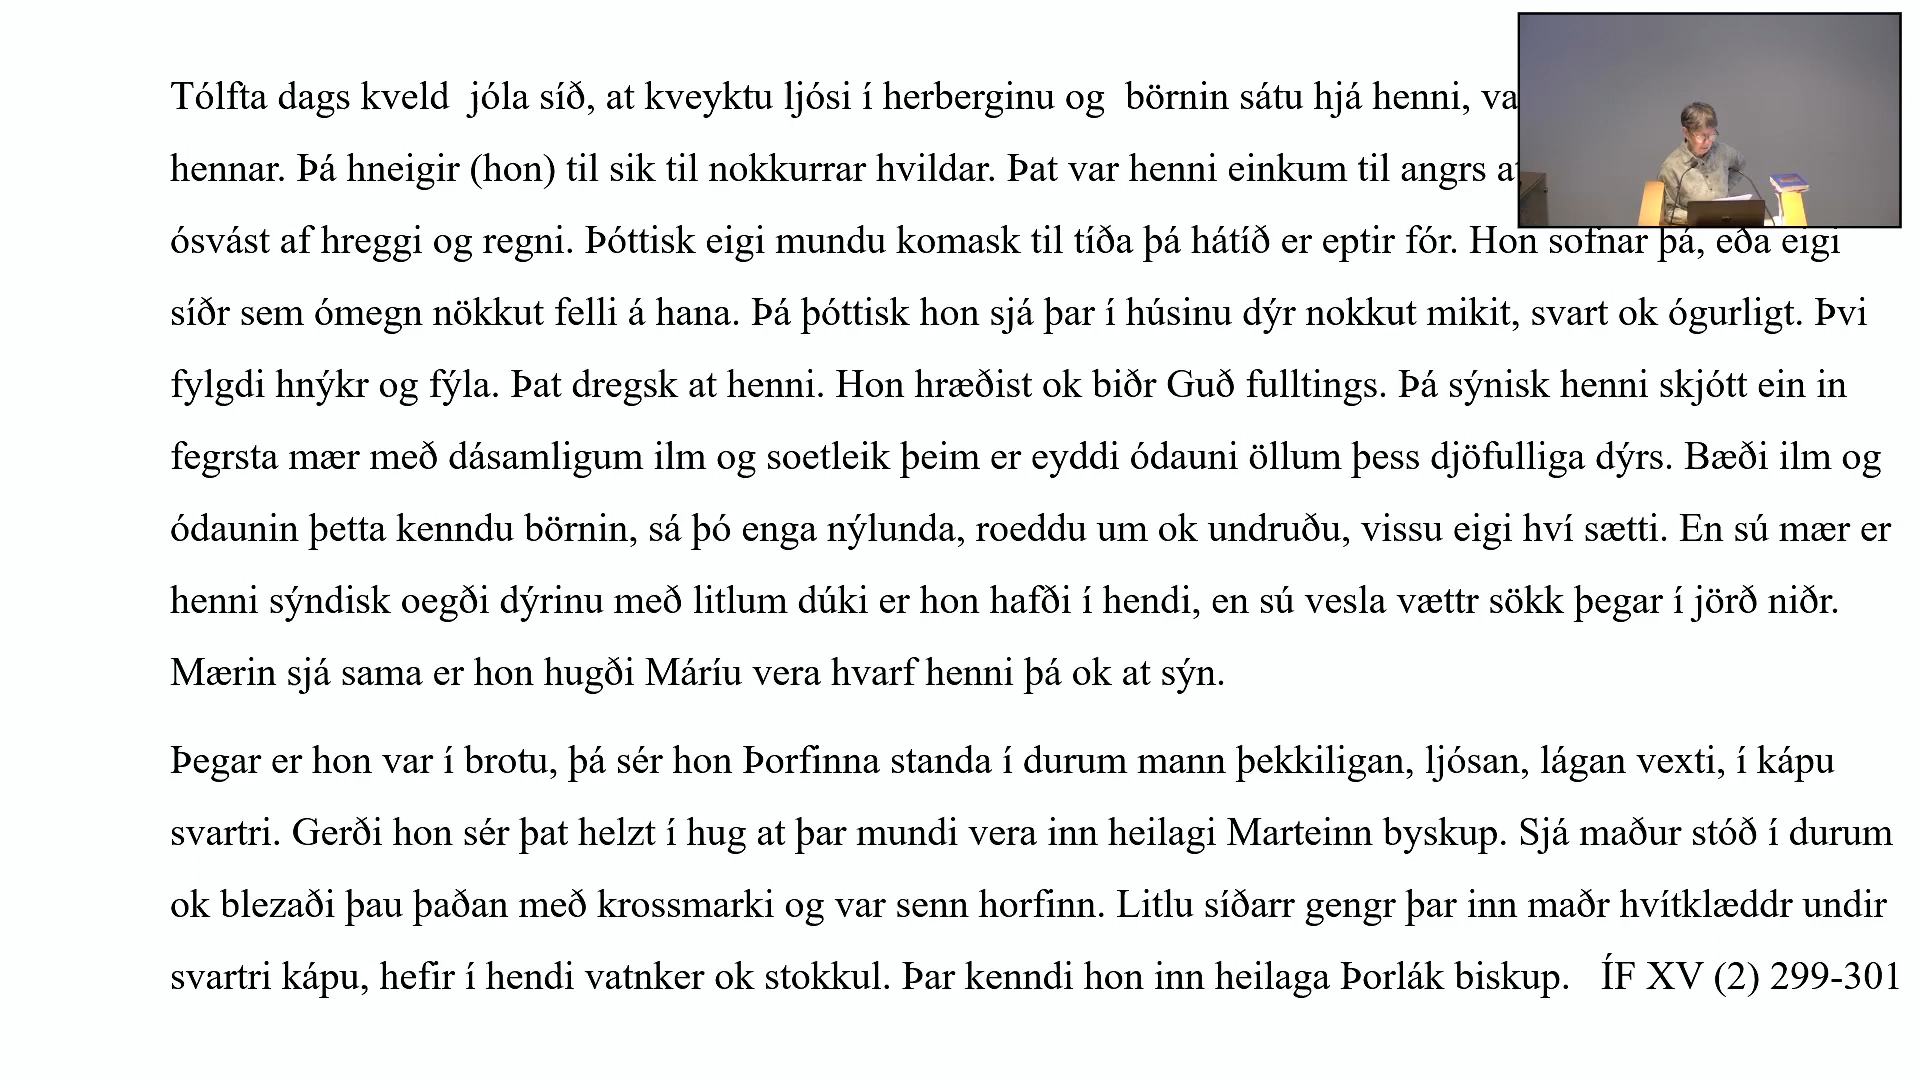 Tólfta dags kveld jóla síð, at kveyktu ljósi í herberginu og börnin sátu hjá henni,
hennar. Þá hneigir (hon) til sik til nokkurrar hvildar. Þat var henni einkum til angrs
ósvást af hreggi og regni. Þóttisk eigi mundu komask til tíða þá hátíð er eptir fór. Hon sofnar þá, eða eigi
síðr sem ómegn nökkut felli á hana. Þá þóttisk hon sjá þar í húsinu dýr nokkut mikit, svart ok ógurligt. Þvi
fylgdi hnýkr og fýla. Þat dregsk at henni. Hon hræðist ok biðr Guð fulltings. Þá sýnisk henni skjótt ein in
fegrsta mær með dásamligum ilm og soetleik þeim er eyddi ódauni öllum þess djöfulliga dýrs. Bæði ilm og
ódaunin þetta kenndu börnin, sá þó enga nýlunda, roeddu um ok undruðu, vissu eigi hví sætti. En sú mær er
henni sýndisk oegði dýrinu með litlum dúki er hon hafði í hendi, en sú vesla vættr sökk þegar í jörð niðr.
Mærin sjá sama er hon hugði Máríu vera hvarf henni þá ok at sýn.
Þegar er hon var í brotu, þá sér hon Þorfinna standa í durum mann þekkiligan, ljósan, lágan vexti, í kápu
svartri. Gerði hon sér þat helzt í hug at þar mundi vera inn heilagi Marteinn byskup. Sjá maður stóð í durum
ok blezaði þau þaðan með krossmarki og var senn horfinn. Litlu síðarr gengr þar inn maðr hvítklæddr undir
svartri kápu, hefir í hendi vatnker ok stokkul. Þar kenndi hon inn heilaga Þorlák biskup. ÍF XV (2) 299-301